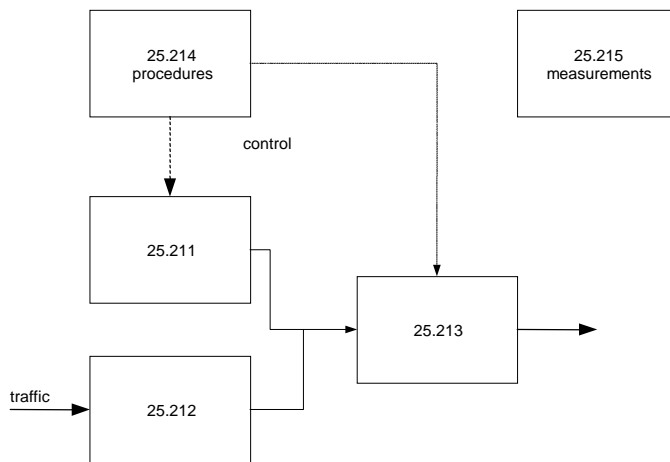 25.214
procedures
25.215
measurements
control
25.211
25.213
traffic
25.212